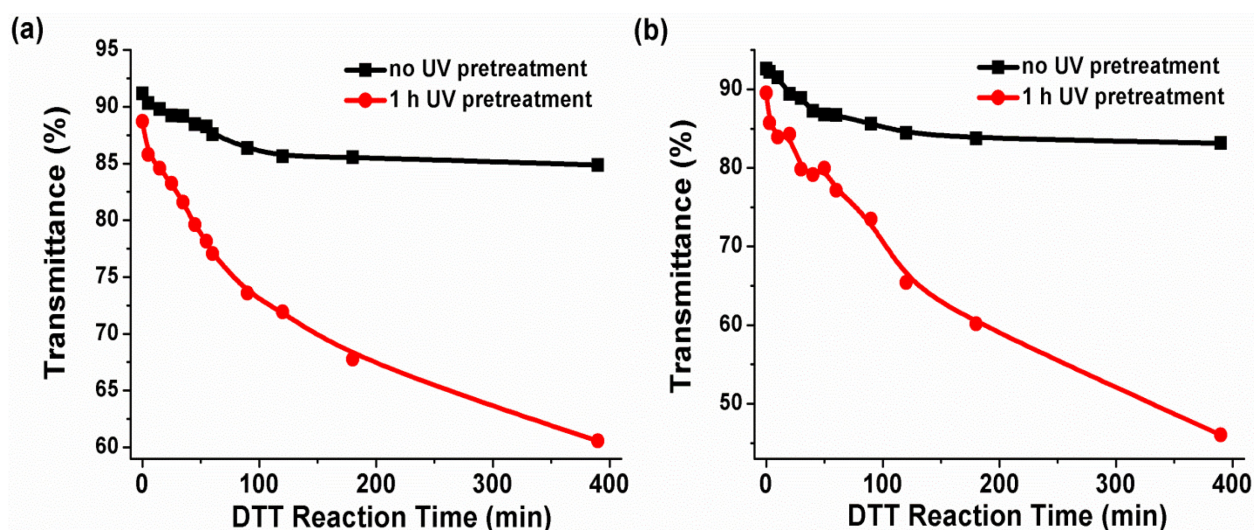 (a)
95
90
85
80
75
70
65
60
Transmittance (%)
no UV pretreatment
1 h UV pretreatment
0 100 200 300 400
DTT Reaction Time (min)
(b)
90
80
70
60
50
Transmittance (%)
no UV pretreatment
1 h UV pretreatment
0 100 200 300 400
DTT Reaction Time (min)